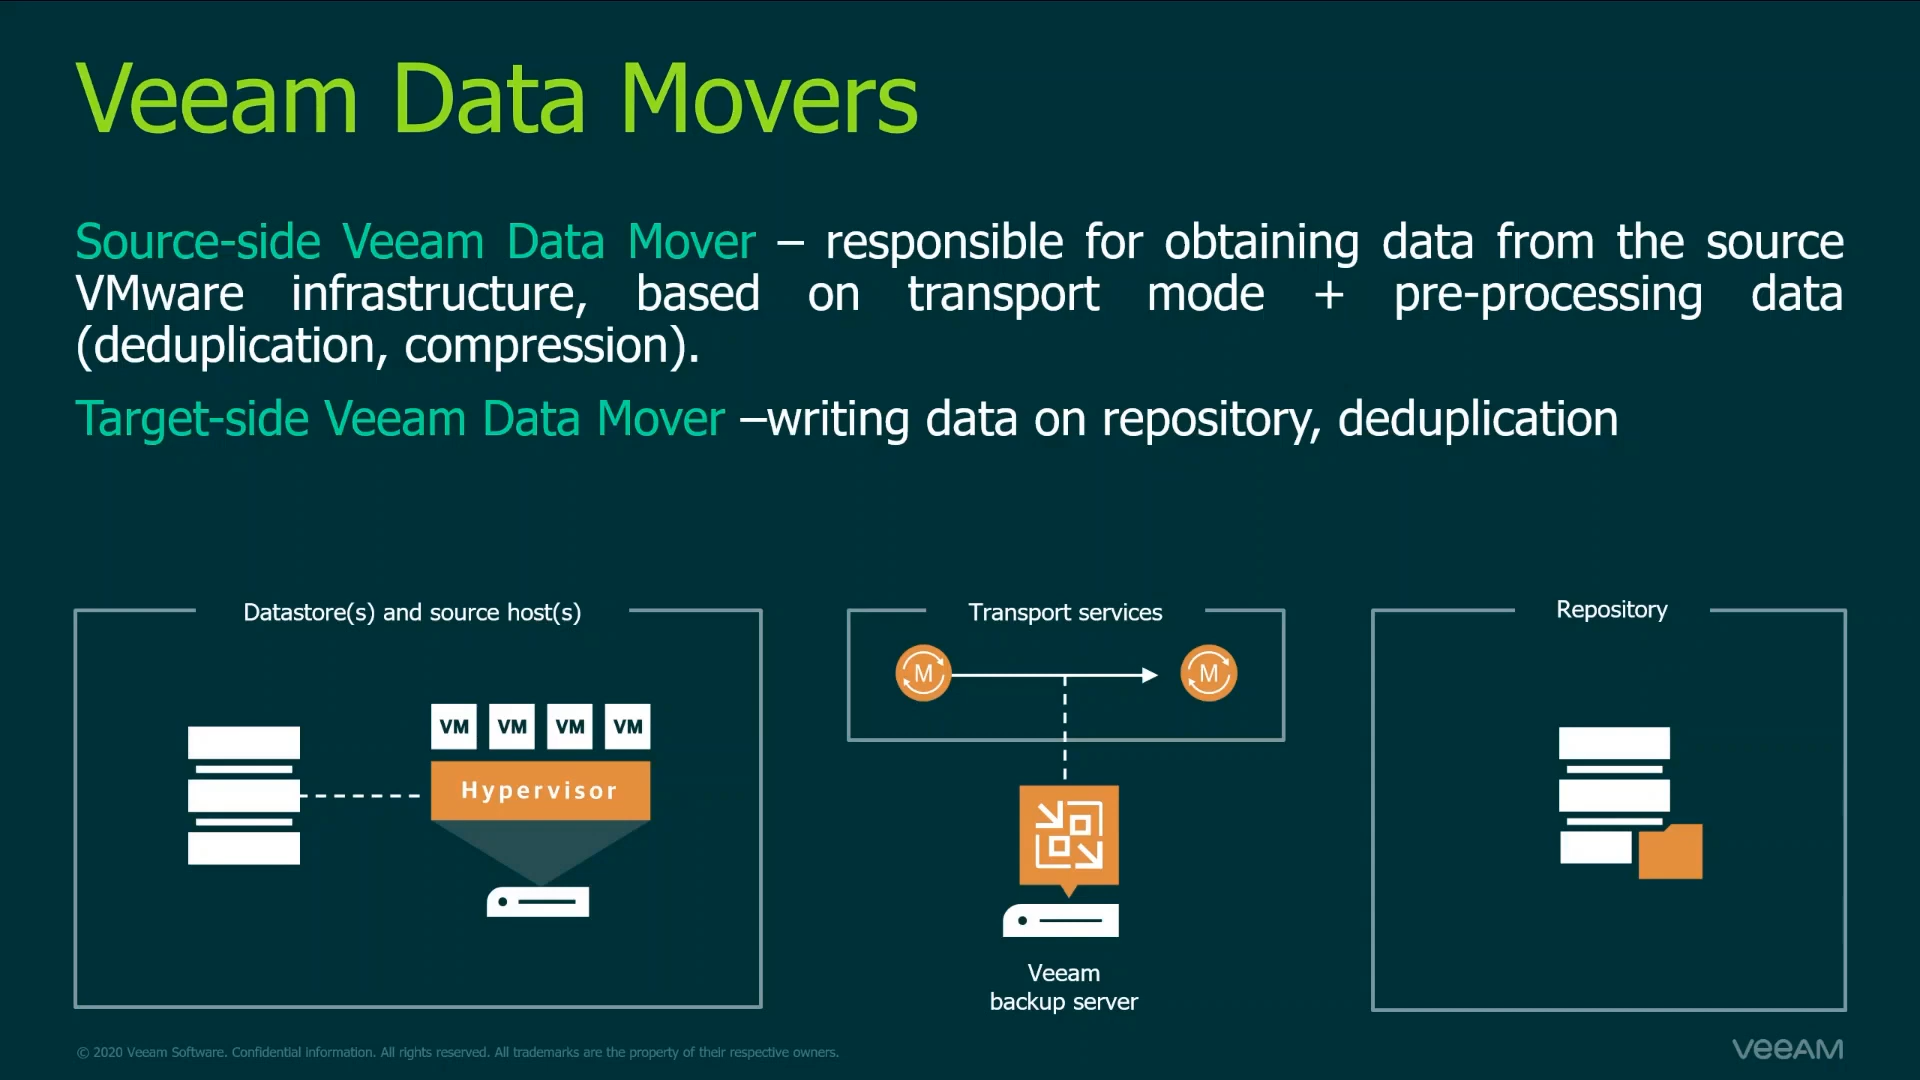 Veeam Data Movers
Source-side Veeam Data Mover – responsible for obtaining data from the source
VMware infrastructure, based on transport mode + pre-processing data
(deduplication, compression).
Target-side Veeam Data Mover –writing data on repository, deduplication
Datastore(s) and source host(s)
VM VM VM VM
Hypervisor
Transport services
M M
Veeam
backup server
Repository
© 2020 Veeam Software. Confidential information. All rights reserved. All trademarks are the property of their respective owners.
VEEAM